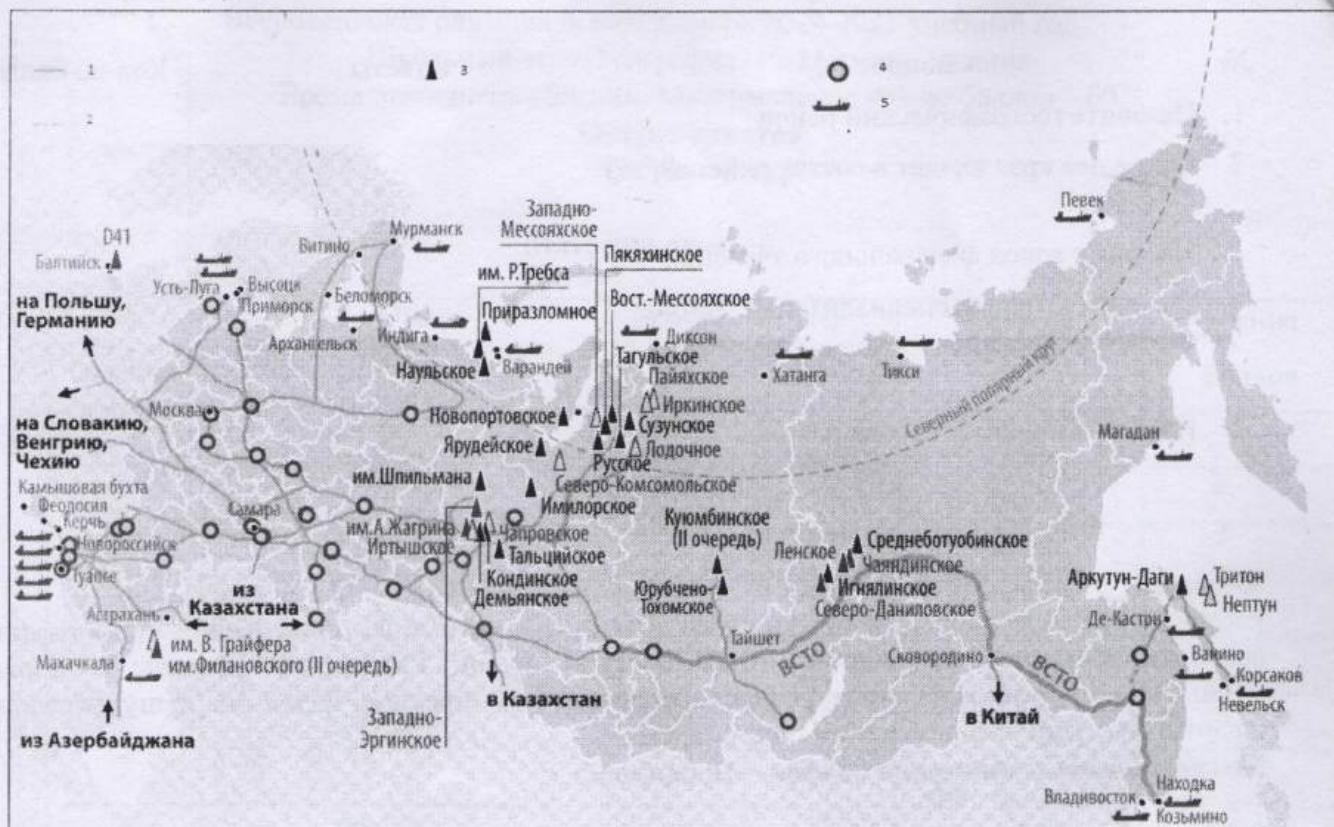 1
3
5
2
Певек
Западно-
Мессояхское
Мурманск
Витино
D41
Балтийск
Пякяхинское
им. Р.Требса
Усть-Луга
Высоцк
Приморск
Беломорск
Вост.-Мессояхское
на Польшу,
Германию
Приразломное
Архангельск
Индига
Диксон
Тагульское
Варандей
Наульское
Пайяхское
Хатанга
Тикси
Северный полярный круг
Иркинское
Москва
Новопортовское
Сузунское
на Словакию,
Венгрию,
Чехию
Магадан
Ярудейское
Лодочное
Русское
им.Шпильмана
Северо-Комсомольское
Камышовая бухта
Феодосия
Имилорское
Самара
Керчь
им.А.Жагрина
Чапровское
Куюмбинское
(II очередь)
Новороссийск
Иртышское
Среднеботуобинское
Ленское
Тальцийское
Чаяндинское
Туапсе
Кондинское
Игнялинское
Аркутун-Даги
Тритон
из
Казахстана
Демьянское
Юрубчено-
Тохомское
Северо-Даниловское
Нептун
Астрахань
Де-Кастри
им. В. Грайфера
Тайшет
Махачкала
им.Филановского (II очередь)
ВСТО
Сковородино
ВСТО
Ванино
Корсаков
Невельск
в Казахстан
Западно-
Эргинское
в Китай
из Азербайджана
Находка
Владивосток
Козьмино